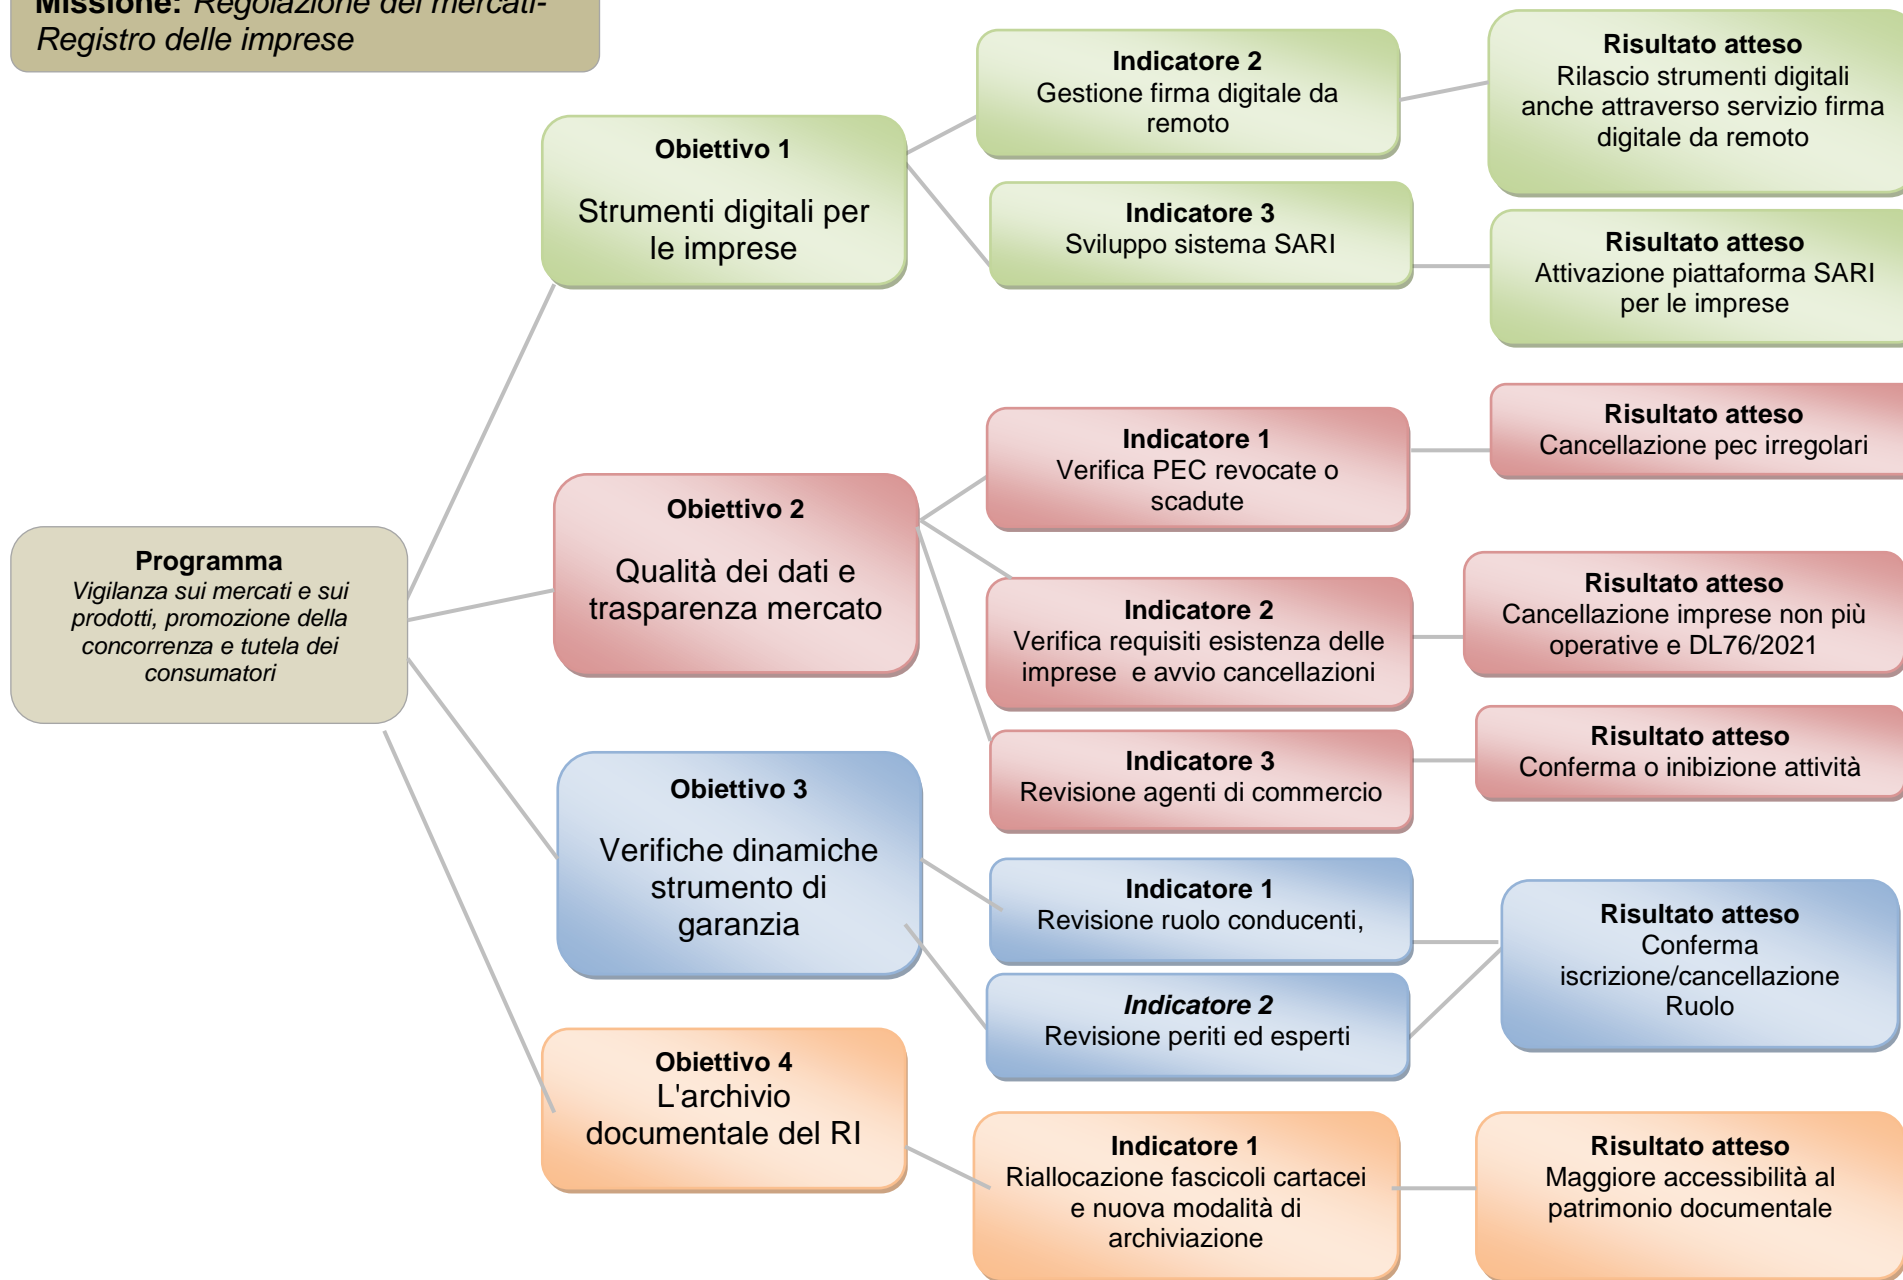 Missione: Regolazione dei mercati-
Registro delle imprese
Indicatore 2
Gestione firma digitale da
remoto
Risultato atteso
Rilascio strumenti digitali
anche attraverso servizio firma
digitale da remoto
Obiettivo 1
Strumenti digitali per
le imprese
Indicatore 3
Sviluppo sistema SARI
Risultato atteso
Attivazione piattaforma SARI
per le imprese
Programma
Vigilanza sui mercati e sui
prodotti, promozione della
concorrenza e tutela dei
consumatori
Obiettivo 2
Qualità dei dati e
trasparenza mercato
Indicatore 1
Verifica PEC revocate o
scadute
Risultato atteso
Cancellazione pec irregolari
Indicatore 2
Verifica requisiti esistenza delle
imprese  e avvio cancellazioni
Risultato atteso
Cancellazione imprese non più
operative e DL76/2021
Indicatore 3
Revisione agenti di commercio
Risultato atteso
Conferma o inibizione attività
Obiettivo 3
Verifiche dinamiche
strumento di
garanzia
Indicatore 1
Revisione ruolo conducenti,
Indicatore 2
Revisione periti ed esperti
Risultato atteso
Conferma
iscrizione/cancellazione
Ruolo
Obiettivo 4
L'archivio
documentale del RI
Indicatore 1
Riallocazione fascicoli cartacei
e nuova modalità di
archiviazione
Risultato atteso
Maggiore accessibilità al
patrimonio documentale